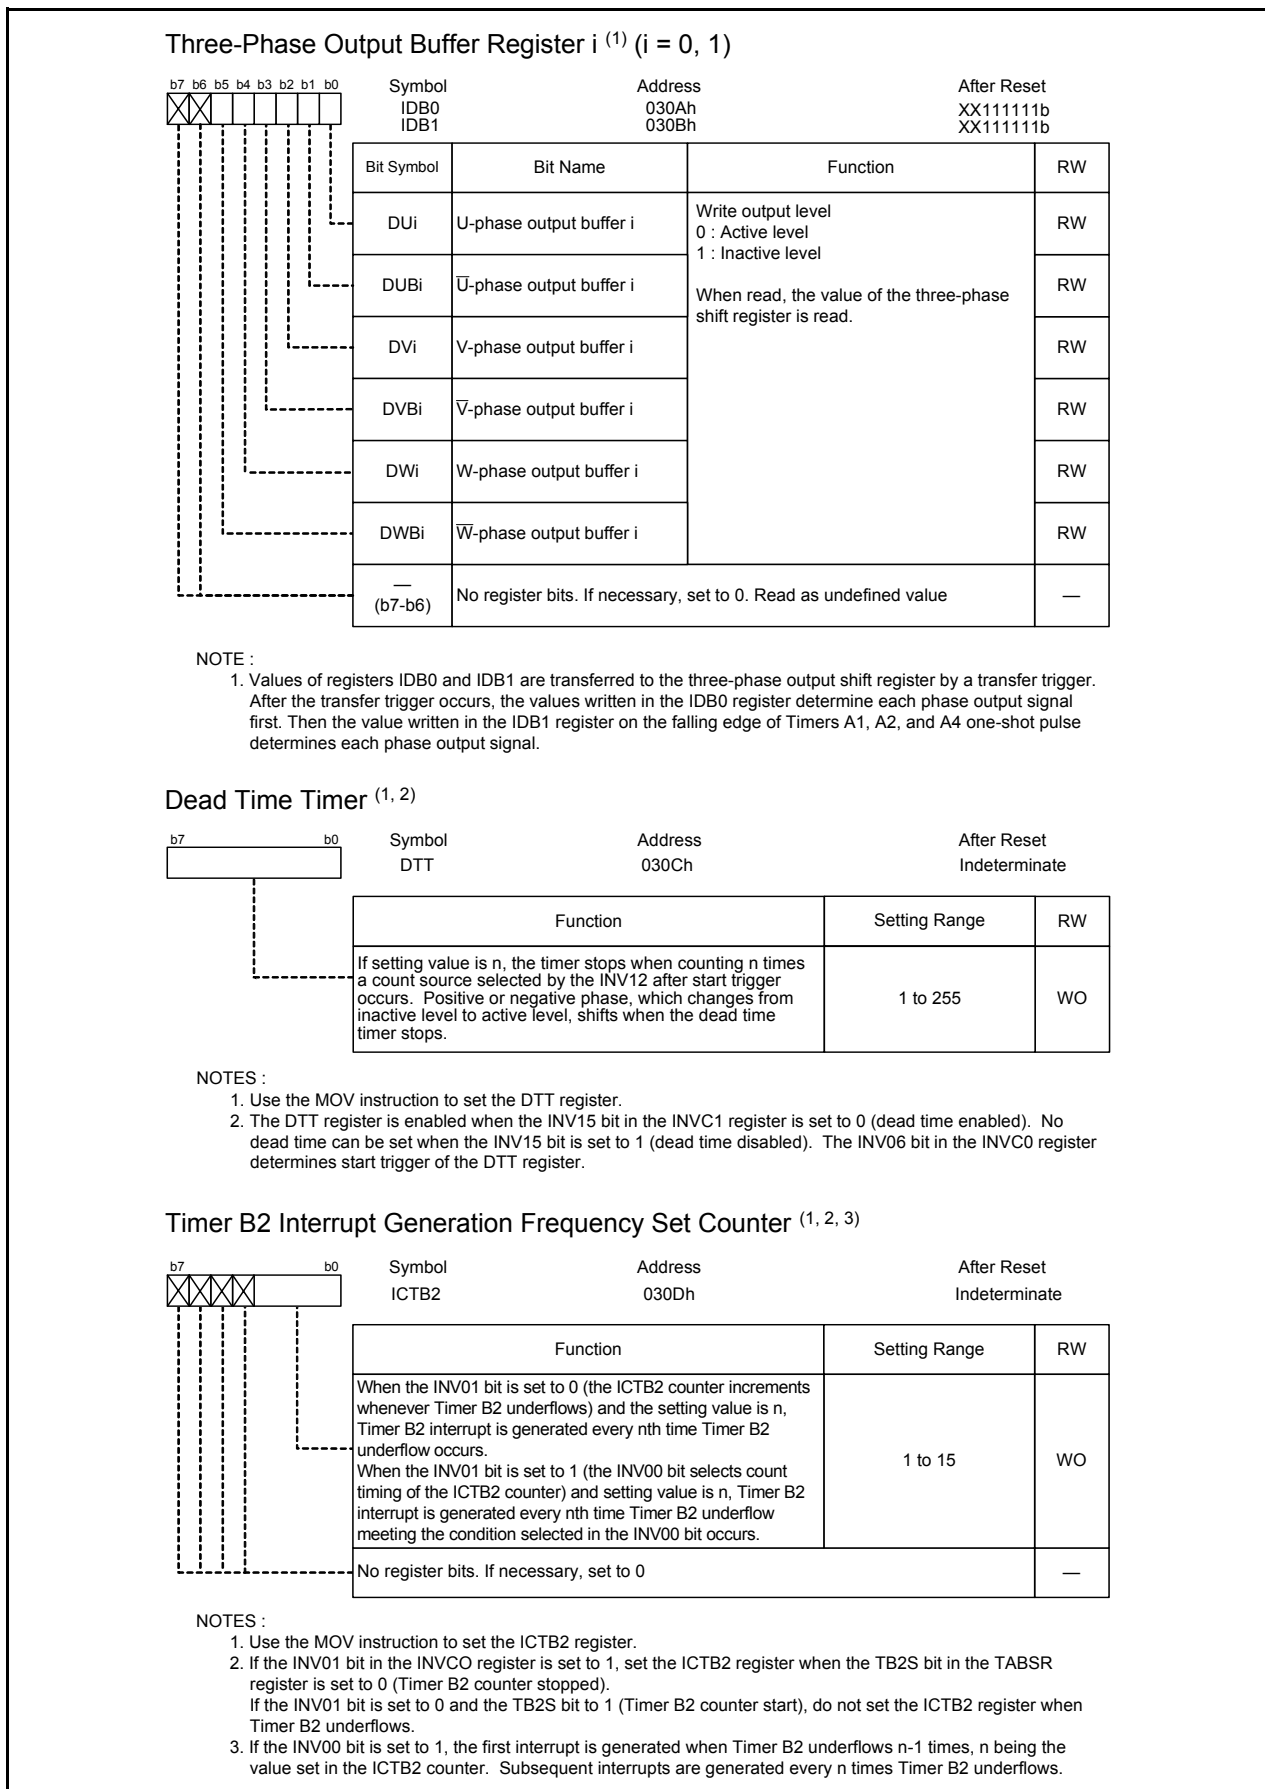 Three-Phase Output Buffer Register i (1) (i = 0, 1)
b7 b6 b5 b4 b3 b2 b1 b0
Symbol Address After Reset
IDB0 030Ah XX111111b
IDB1 030Bh XX111111b
Bit Symbol Bit Name Function RW
DUi U-phase output buffer i RW
Write output level
0 : Active level
1 : Inactive level
When read, the value of the three-phase
shift register is read.
DUBi U̅-phase output buffer i RW
DVi V-phase output buffer i RW
DVBi V̅-phase output buffer i RW
DWi W-phase output buffer i RW
DWBi W̅-phase output buffer i RW
—
(b7-b6) No register bits. If necessary, set to 0. Read as undefined value —
NOTE :
1. Values of registers IDB0 and IDB1 are transferred to the three-phase output shift register by a transfer trigger.
After the transfer trigger occurs, the values written in the IDB0 register determine each phase output signal
first. Then the value written in the IDB1 register on the falling edge of Timers A1, A2, and A4 one-shot pulse
determines each phase output signal.
Dead Time Timer (1, 2)
b7 b0
Symbol Address After Reset
DTT 030Ch Indeterminate
Function Setting Range RW
If setting value is n, the timer stops when counting n times
a count source selected by the INV12 after start trigger
occurs. Positive or negative phase, which changes from
inactive level to active level, shifts when the dead time
timer stops.
1 to 255 WO
NOTES :
1. Use the MOV instruction to set the DTT register.
2. The DTT register is enabled when the INV15 bit in the INVC1 register is set to 0 (dead time enabled). No
dead time can be set when the INV15 bit is set to 1 (dead time disabled). The INV06 bit in the INVC0 register
determines start trigger of the DTT register.
Timer B2 Interrupt Generation Frequency Set Counter (1, 2, 3)
b7 b0
Symbol Address After Reset
ICTB2 030Dh Indeterminate
Function Setting Range RW
When the INV01 bit is set to 0 (the ICTB2 counter increments
whenever Timer B2 underflows) and the setting value is n,
Timer B2 interrupt is generated every nth time Timer B2
underflow occurs.
When the INV01 bit is set to 1 (the INV00 bit selects count
timing of the ICTB2 counter) and setting value is n, Timer B2
interrupt is generated every nth time Timer B2 underflow
meeting the condition selected in the INV00 bit occurs.
1 to 15 WO
No register bits. If necessary, set to 0 —
NOTES :
1. Use the MOV instruction to set the ICTB2 register.
2. If the INV01 bit in the INVCO register is set to 1, set the ICTB2 register when the TB2S bit in the TABSR
register is set to 0 (Timer B2 counter stopped).
If the INV01 bit is set to 0 and the TB2S bit to 1 (Timer B2 counter start), do not set the ICTB2 register when
Timer B2 underflows.
3. If the INV00 bit is set to 1, the first interrupt is generated when Timer B2 underflows n-1 times, n being the
value set in the ICTB2 counter. Subsequent interrupts are generated every n times Timer B2 underflows.